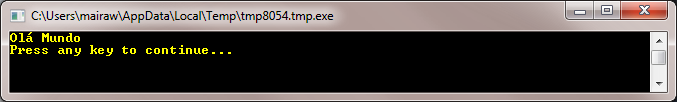 C:\Users\mairaw\AppData\Local\Temp\tmp8054.tmp.exe
Olá Mundo
Press any key to continue...